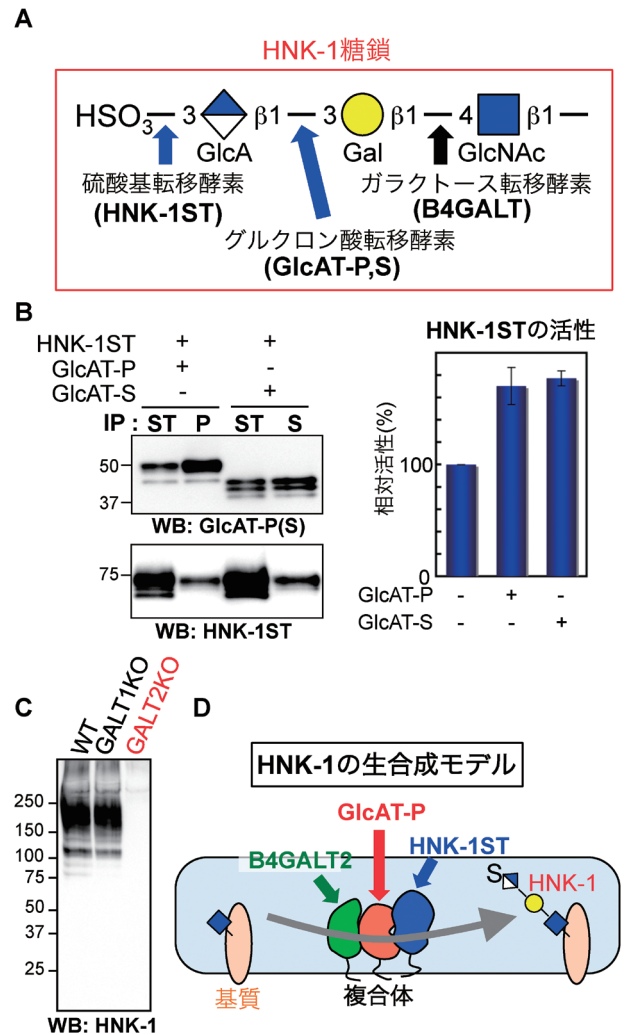 A
HNK-1糖鎖
HSO3 3 β1 3 β1 4 β1
GlcA Gal GlcNAc
硫酸基転移酵素
(HNK-1ST)
ガラクトース転移酵素
(B4GALT)
グルクロン酸転移酵素
(GlcAT-P,S)
B
HNK-1ST + +
GlcAT-P + -
GlcAT-S - +
IP : ST P ST S
50
37
WB: GlcAT-P(S)
75
WB: HNK-1ST
HNK-1STの活性
相対活性(%)
100
0
GlcAT-P - + -
GlcAT-S - - +
C
WT
GALT1KO
GALT2KO
250
150
100
75
50
37
25
WB: HNK-1
D
HNK-1の生合成モデル
GlcAT-P
B4GALT2
HNK-1ST
S
HNK-1
基質
複合体